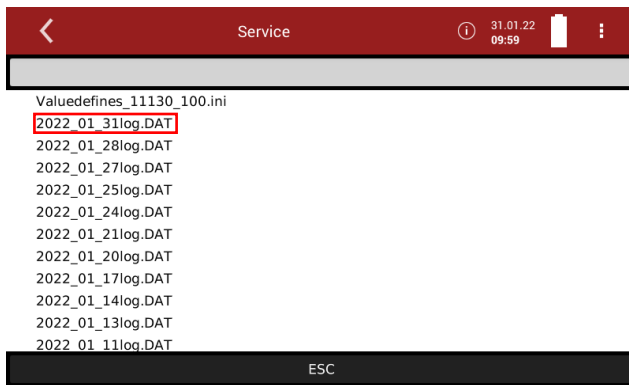 Service
31.01.22
09:59
Valuedefines_11130_100.ini
2022_01_31log.DAT
2022_01_28log.DAT
2022_01_27log.DAT
2022_01_25log.DAT
2022_01_24log.DAT
2022_01_21log.DAT
2022_01_20log.DAT
2022_01_17log.DAT
2022_01_14log.DAT
2022_01_13log.DAT
2022_01_11log.DAT
ESC